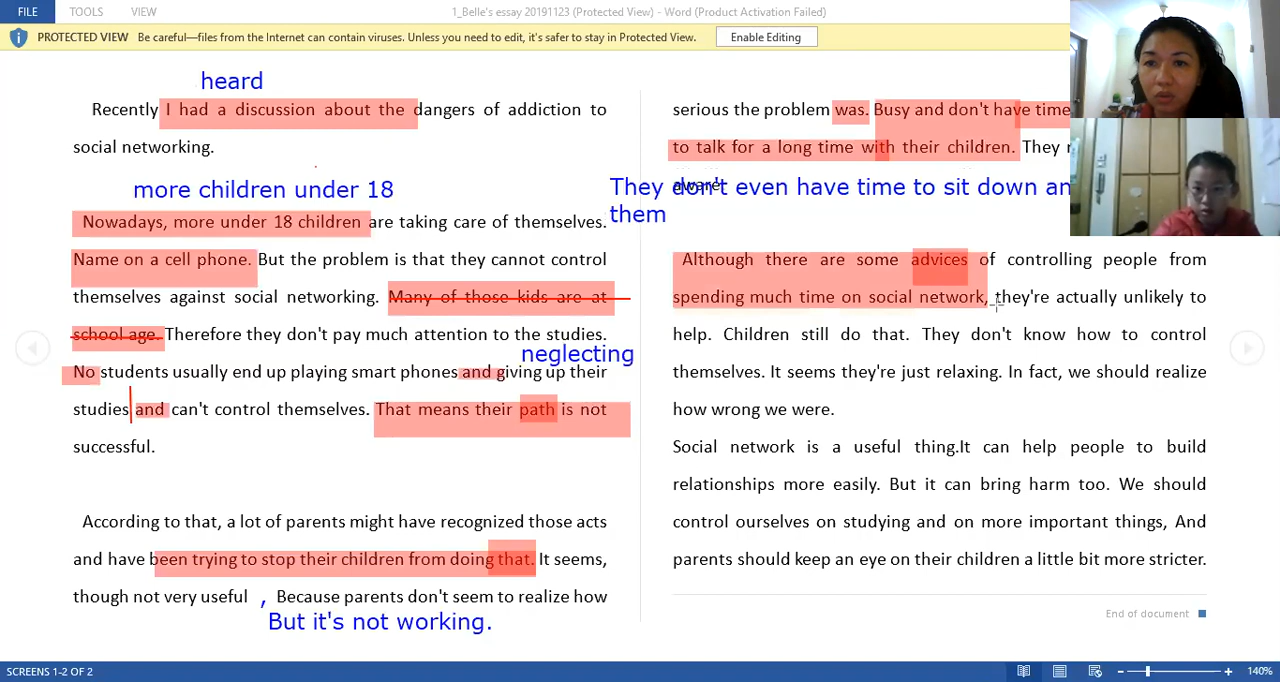 FILE TOOLS VIEW 1_Belle's essay 20191123 (Protected View) - Word (Product Activation Failed)
PROTECTED VIEW Be careful—files from the Internet can contain viruses. Unless you need to edit, it's safer to stay in Protected View. Enable Editing
heard
Recently I had a discussion about the dangers of addiction to
social networking.
more children under 18
Nowadays, more under 18 children are taking care of themselves.
Name on a cell phone. But the problem is that they cannot control
themselves against social networking. Many of those kids are at
school age. Therefore they don't pay much attention to the studies.
neglecting
No students usually end up playing smart phones and giving up their
studies and can't control themselves. That means their path is not
successful.
According to that, a lot of parents might have recognized those acts
and have been trying to stop their children from doing that. It seems,
though not very useful , Because parents don't seem to realize how
But it's not working.
serious the problem was. Busy and don't have time
to talk for a long time with their children. They
aware
They don't even have time to sit down an
them
Although there are some advices of controlling people from
spending much time on social network, they're actually unlikely to
help. Children still do that. They don't know how to control
themselves. It seems they're just relaxing. In fact, we should realize
how wrong we were.
Social network is a useful thing.It can help people to build
relationships more easily. But it can bring harm too. We should
control ourselves on studying and on more important things, And
parents should keep an eye on their children a little bit more stricter.
End of document
SCREENS 1-2 OF 2 140%